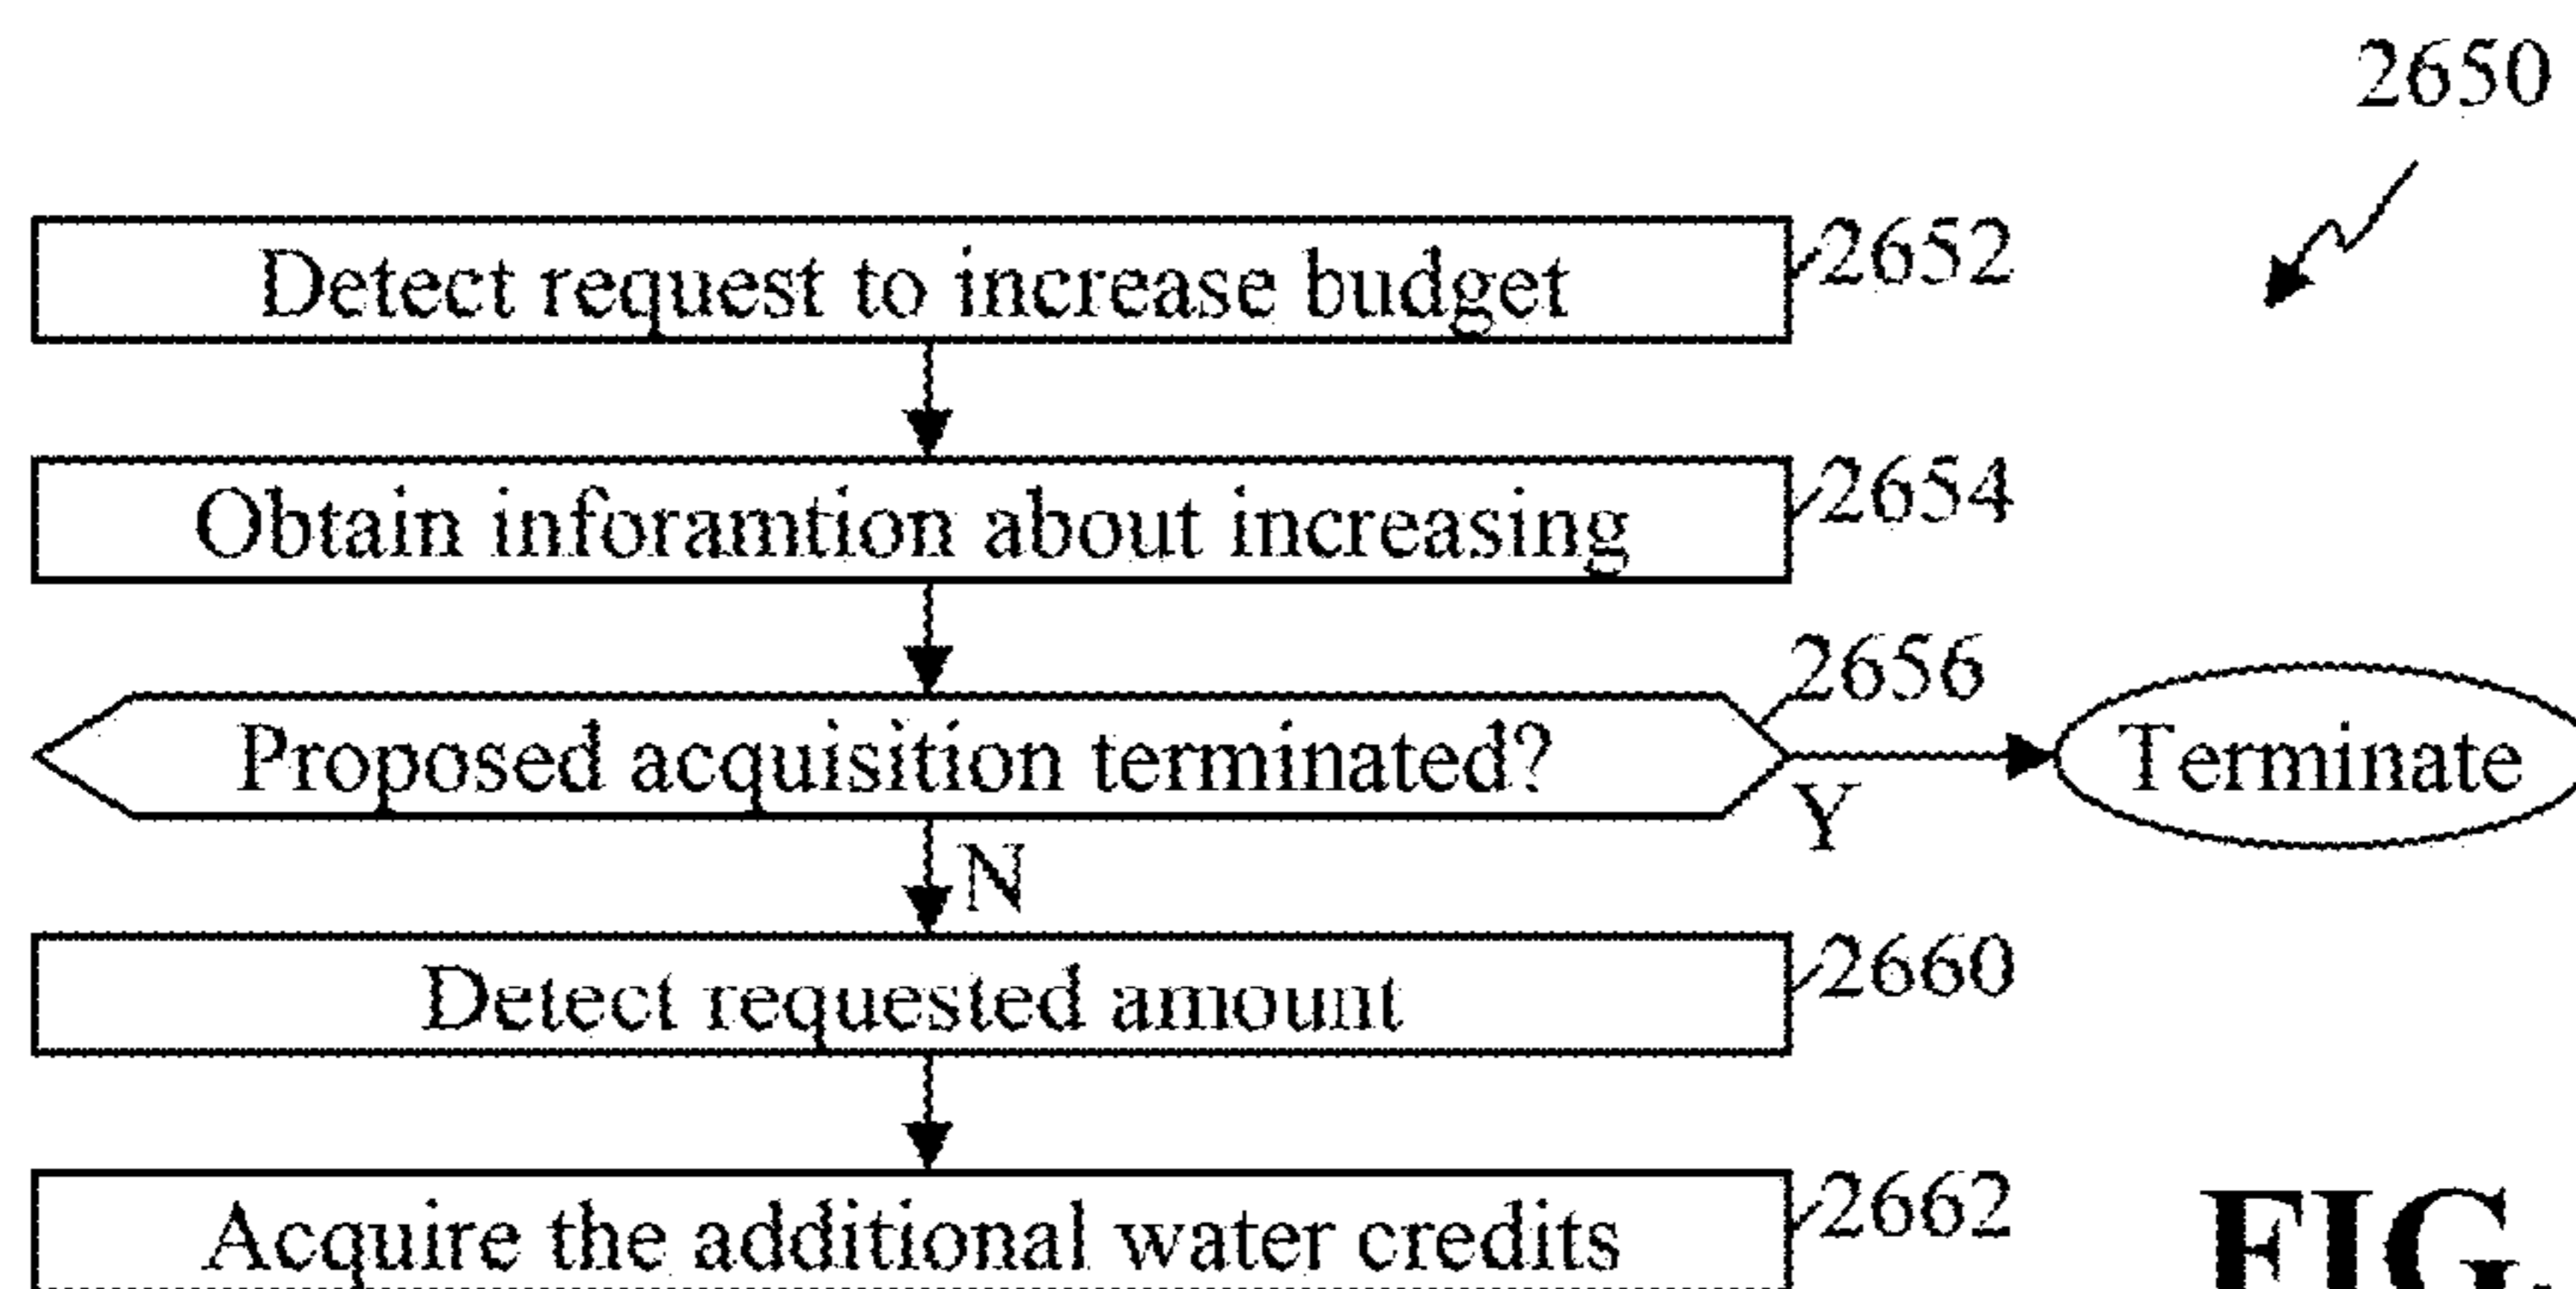 2650
Detect request to increase budget
2652
Obtain inforamtion about increasing
2654
2656
Proposed acquisition terminated?
Terminate
Y
N
Detect requested amount
2660
Acquire the additional water credits
2662
FIG.